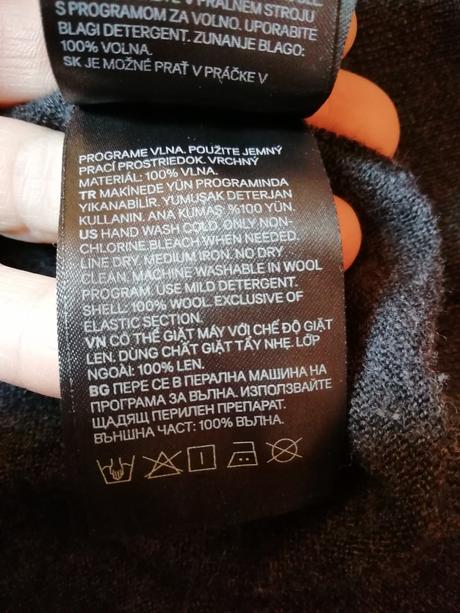 V PRALNEM STROJU
S PROGRAMOM ZA VOLNO. UPORABITE
BLAGI DETERGENT. ZUNANJE BLAGO:
100% VOLNA.
SK JE MOŽNÉ PRAŤ V PRÁČKE V
PROGRAME VLNA. POUŽITE JEMNÝ
PRACÍ PROSTRIEDOK. VRCHNÝ
MATERIÁL: 100% VLNA.
TR MAKİNEDE YÜN PROGRAMINDA
YIKANABİLİR. YUMUŞAK DETERJAN
KULLANIN. ANA KUMAŞ: %100 YÜN.
US HAND WASH COLD. ONLY NON-
CHLORINE BLEACH WHEN NEEDED.
LINE DRY. MEDIUM IRON. NO DRY
CLEAN. MACHINE WASHABLE IN WOOL
PROGRAM. USE MILD DETERGENT.
SHELL: 100% WOOL. EXCLUSIVE OF
ELASTIC SECTION.
VN CÓ THỂ GIẶT MÁY VỚI CHẾ ĐỘ GIẶT
LEN. DÙNG CHẤT GIẶT TẨY NHẸ. LỚP
NGOÀI: 100% LEN.
BG ПЕРЕ СЕ В ПЕРАЛНА МАШИНА НА
ПРОГРАМА ЗА ВЪЛНА. ИЗПОЛЗВАЙТЕ
ЩАДЯЩ ПЕРИЛЕН ПРЕПАРАТ.
ВЪНШНА ЧАСТ: 100% ВЪЛНА.